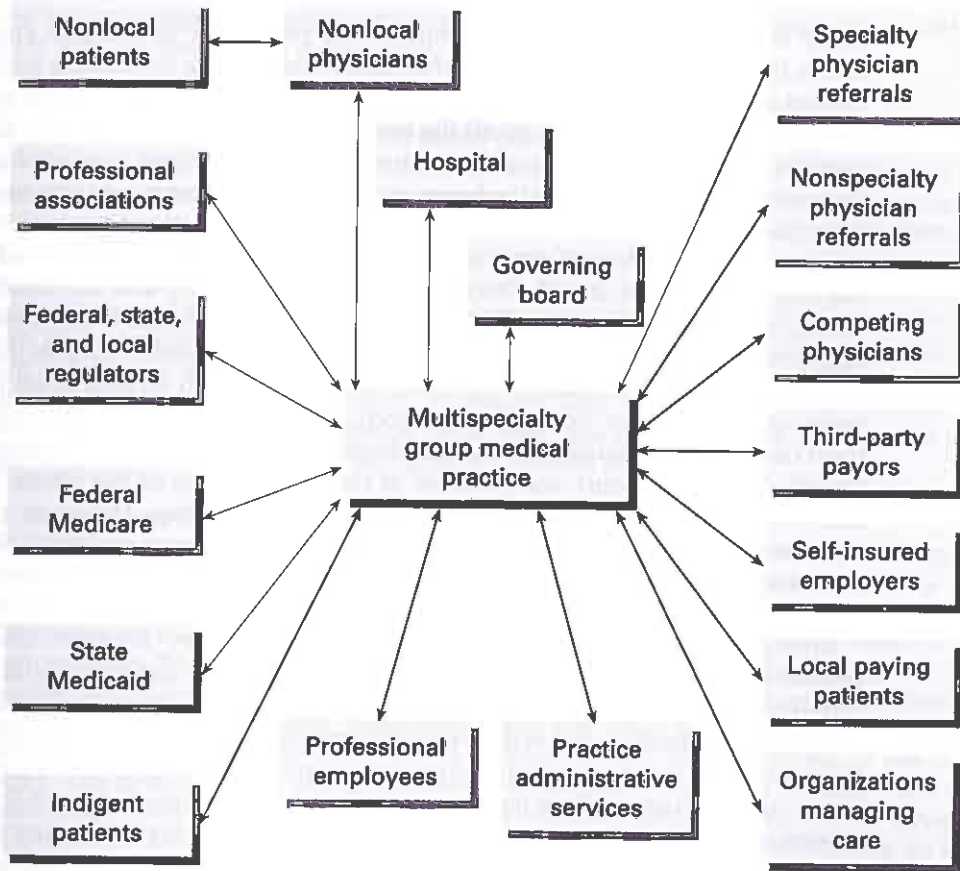 Nonlocal
patients
Nonlocal
physicians
Specialty
physician
referrals
Hospital
Professional
associations
Nonspecialty
physician
referrals
Governing
board
Federal, state,
and local
regulators
Competing
physicians
Multispecialty
group medical
practice
Third-party
payors
Federal
Medicare
Self-insured
employers
State
Medicaid
Local paying
patients
Professional
employees
Practice
administrative
services
Indigent
patients
Organizations
managing
care